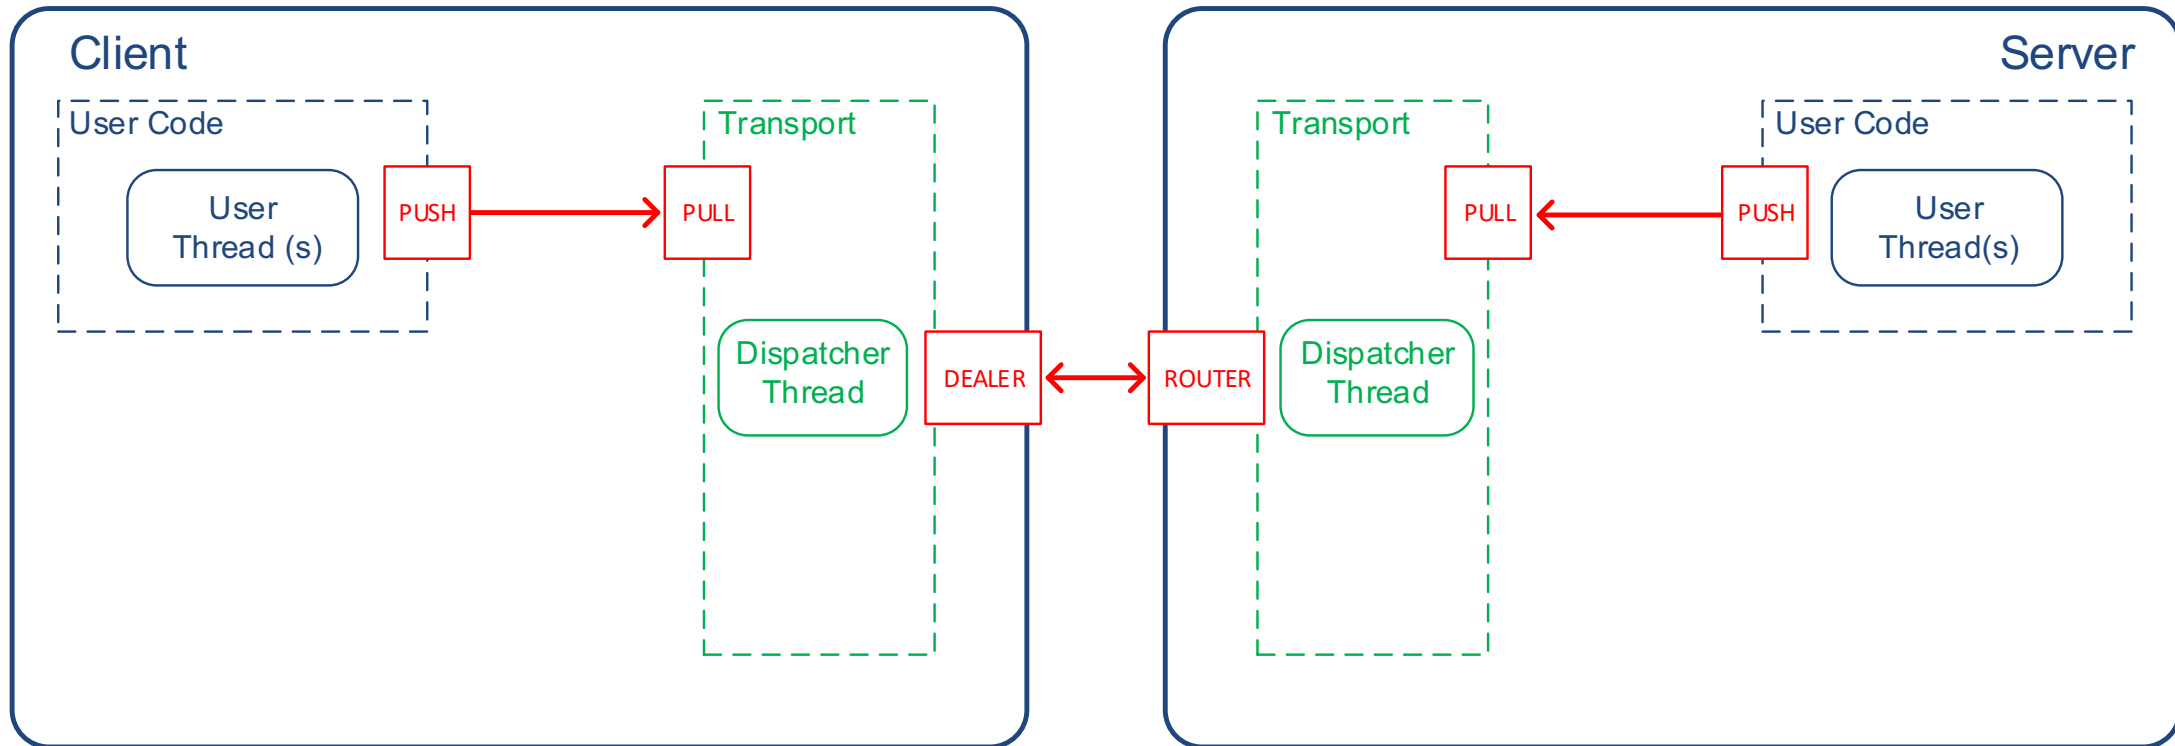 Client
User Code
User
Thread (s)
PUSH
PULL
Transport
Dispatcher
Thread
DEALER
Server
Transport
ROUTER
Dispatcher
Thread
PULL
PUSH
User Code
User
Thread(s)